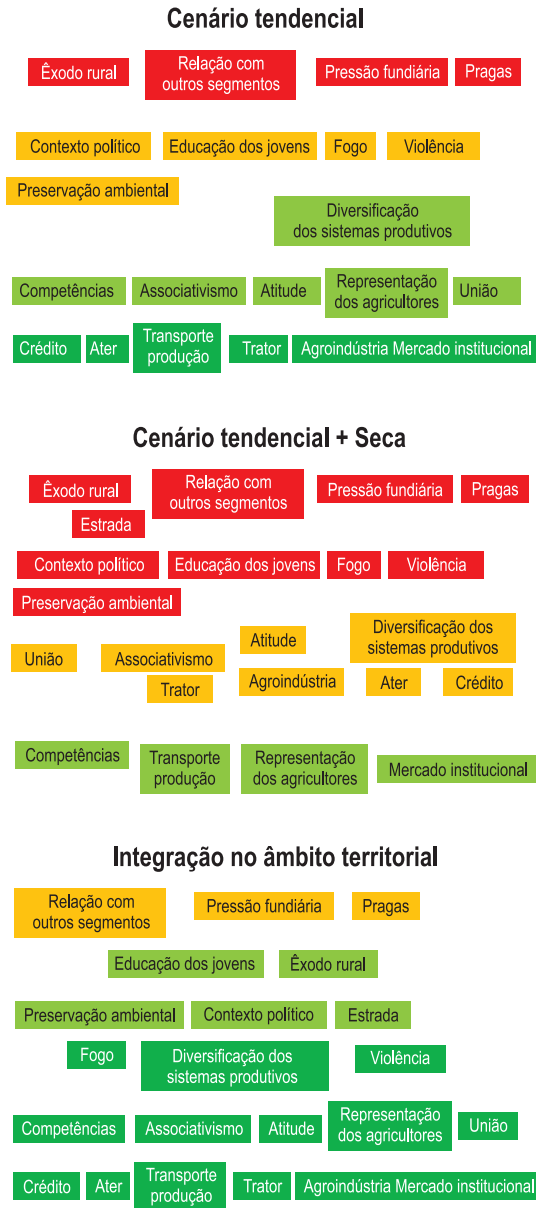 Cenário tendencial
Êxodo rural
Relação com
outros segmentos
Pressão fundiária
Pragas
Contexto político
Educação dos jovens
Fogo
Violência
Preservação ambiental
Diversificação
dos sistemas produtivos
Competências
Associativismo
Atitude
Representação
dos agricultores
União
Crédito
Ater
Transporte
produção
Trator
Agroindústria Mercado institucional
Cenário tendencial + Seca
Êxodo rural
Relação com
outros segmentos
Pressão fundiária
Pragas
Estrada
Contexto político
Educação dos jovens
Fogo
Violência
Preservação ambiental
União
Associativismo
Atitude
Diversificação dos
sistemas produtivos
Trator
Agroindústria
Ater
Crédito
Competências
Transporte
produção
Representação
dos agricultores
Mercado institucional
Integração no âmbito territorial
Relação com
outros segmentos
Pressão fundiária
Pragas
Educação dos jovens
Êxodo rural
Preservação ambiental
Contexto político
Estrada
Fogo
Diversificação dos
sistemas produtivos
Violência
Competências
Associativismo
Atitude
Representação
dos agricultores
União
Crédito
Ater
Transporte
produção
Trator
Agroindústria Mercado institucional